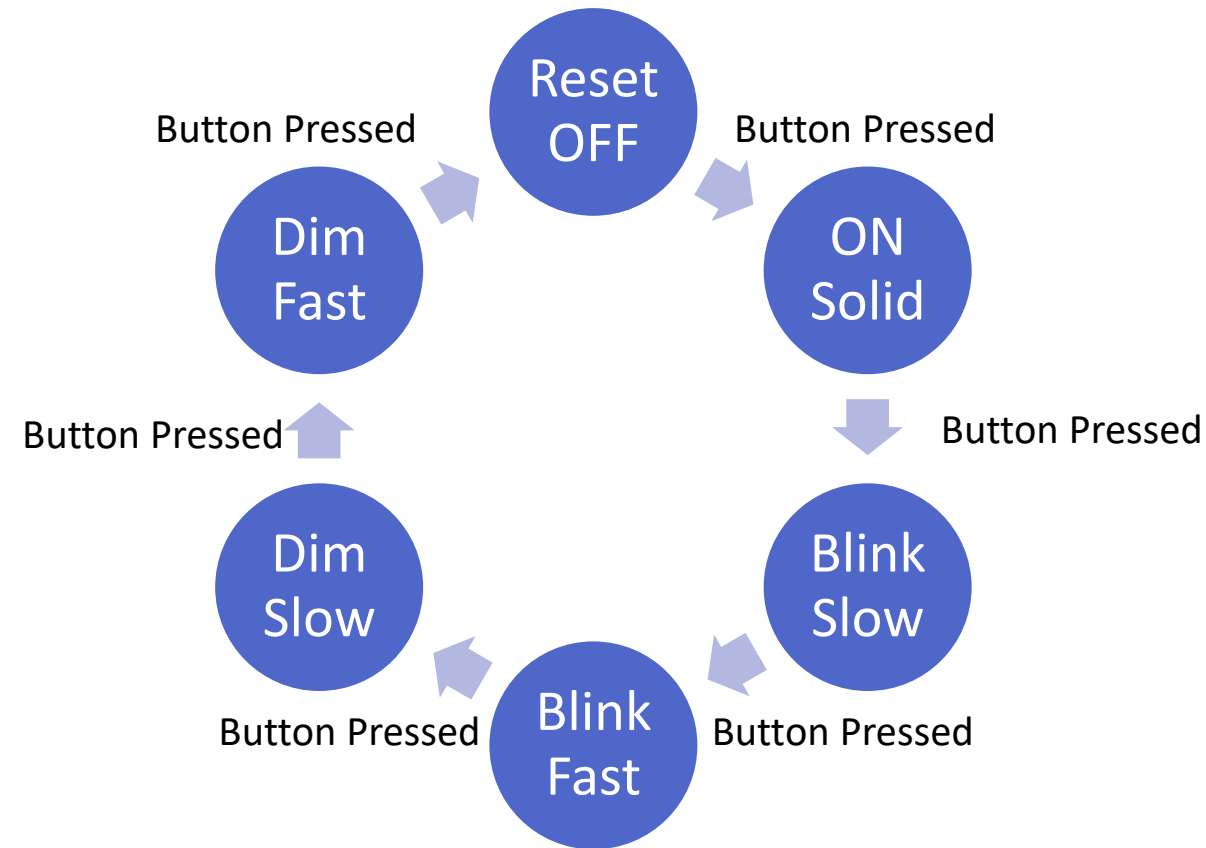 Reset
OFF
Button Pressed
ON
Solid
Button Pressed
Blink
Slow
Button Pressed
Blink
Fast
Button Pressed
Dim
Slow
Button Pressed
Dim
Fast
Button Pressed